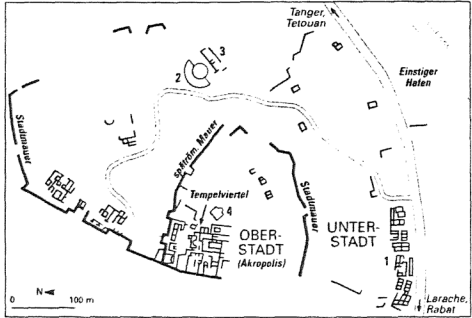 Tanger,
Tetouan
3
2
Einstiger
Hafen
Stadtmauer
spätröm. Mauer
Tempelviertel
Stadtmauer
4
OBER-
STADT
(Akropolis)
UNTER-
STADT
1
N
0 100 m
Larache,
Rabat